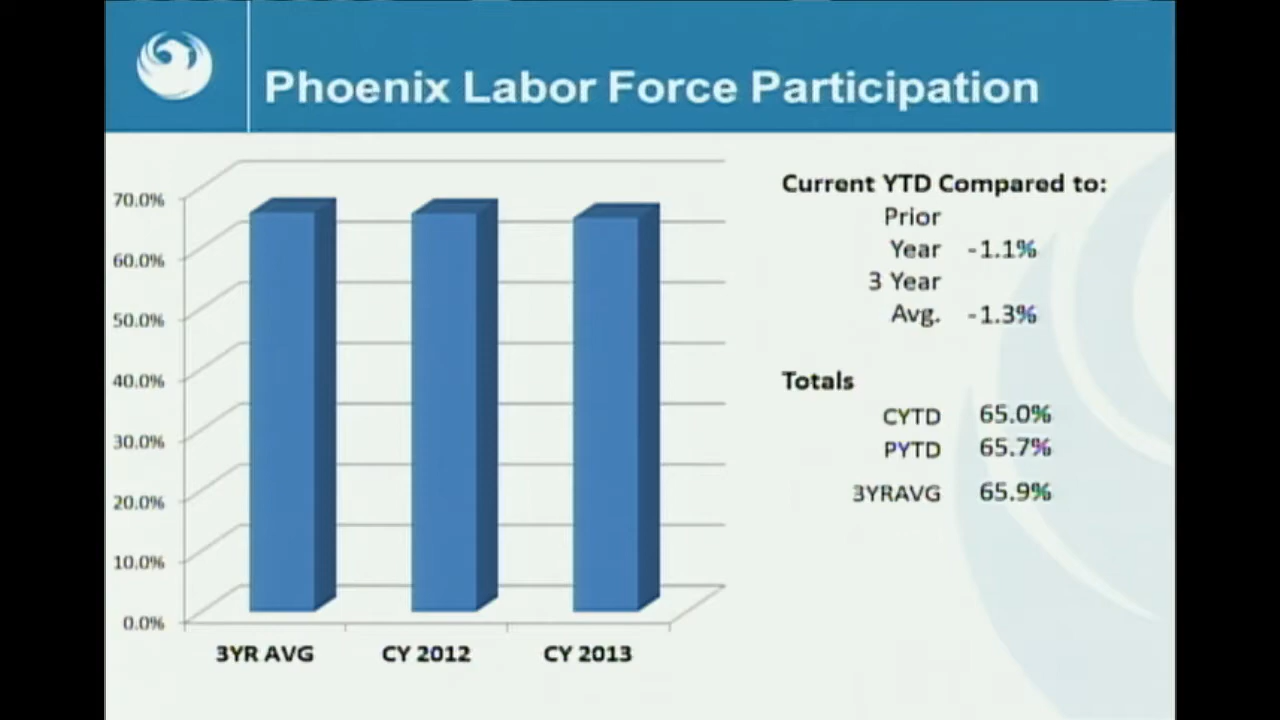 Phoenix Labor Force Participation
70.0%
60.0%
50.0%
40.0%
30.0%
20.0%
10.0%
0.0%
3YR AVG
CY 2012
CY 2013
Current YTD Compared to:
Prior
Year -1.1%
3 Year
Avg. -1.3%
Totals
CYTD 65.0%
PYTD 65.7%
3YRAVG 65.9%